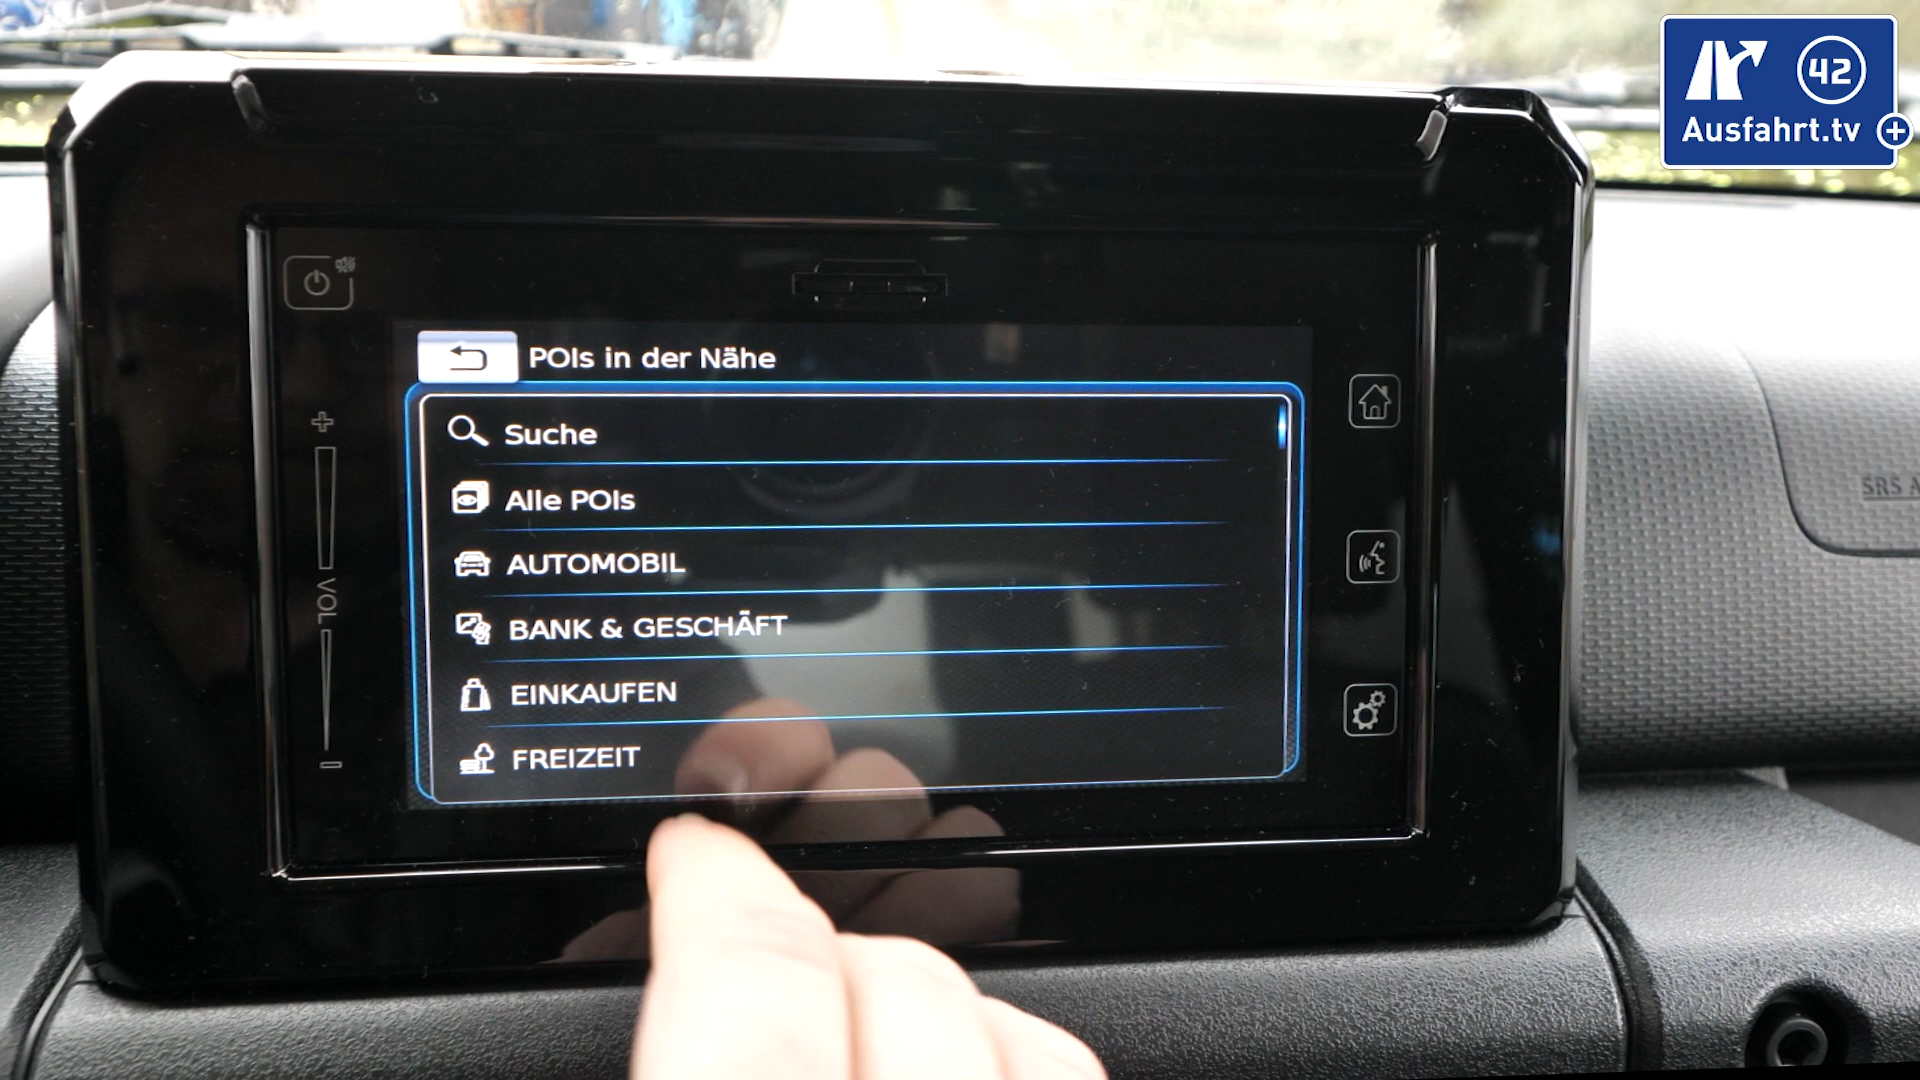 42
Ausfahrt.tv
POIs in der Nähe
Suche
Alle POIs
AUTOMOBIL
BANK & GESCHÄFT
EINKAUFEN
FREIZEIT
VOL
SRS